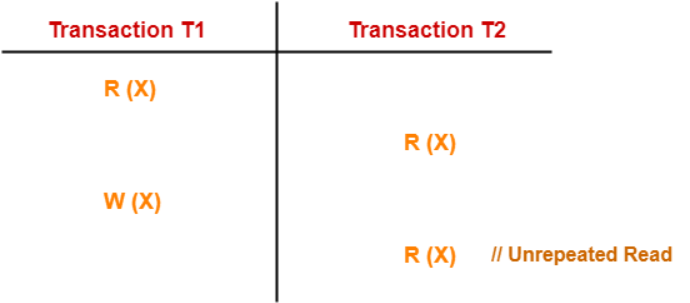 Transaction T1 Transaction T2
R (X)
R (X)
W (X)
R (X) // Unrepeated Read